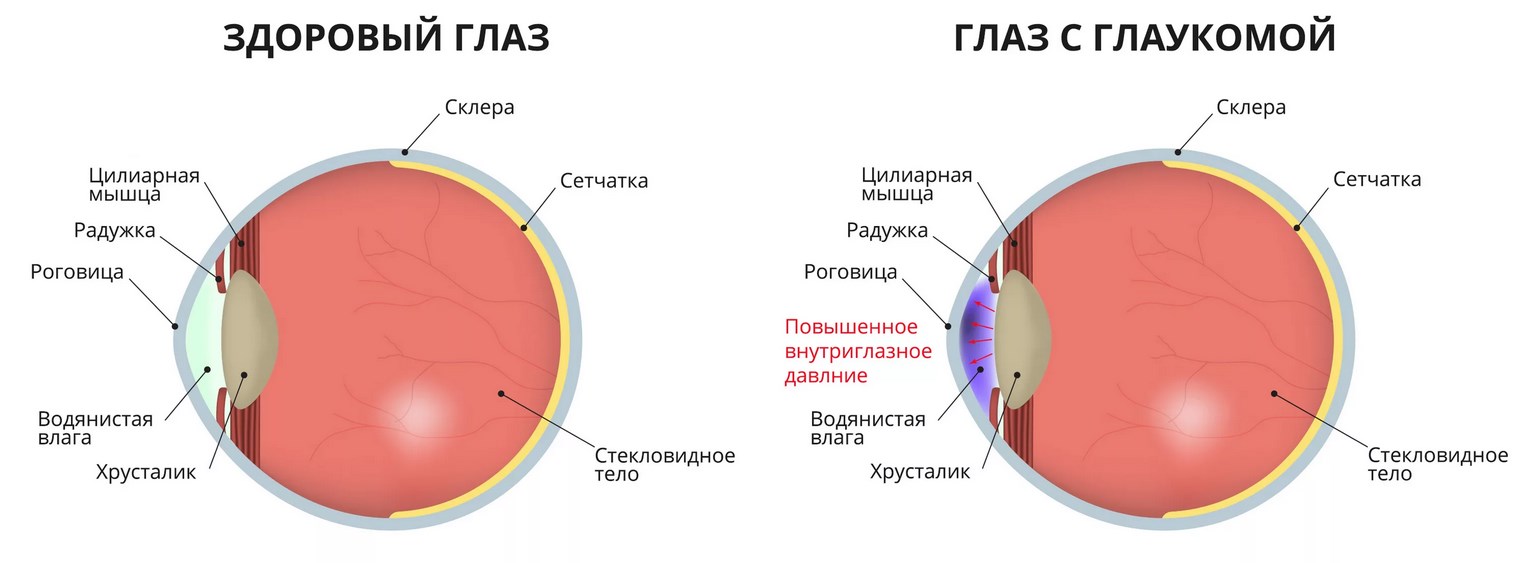 ЗДОРОВЫЙ ГЛАЗ
Склера
Цилиарная
мышца
Сетчатка
Радужка
Роговица
Водянистая
влага
Хрусталик
Стекловидное
тело
ГЛАЗ С ГЛАУКОМОЙ
Склера
Цилиарная
мышца
Сетчатка
Радужка
Роговица
Повышенное
внутриглазное
давлние
Водянистая
влага
Хрусталик
Стекловидное
тело